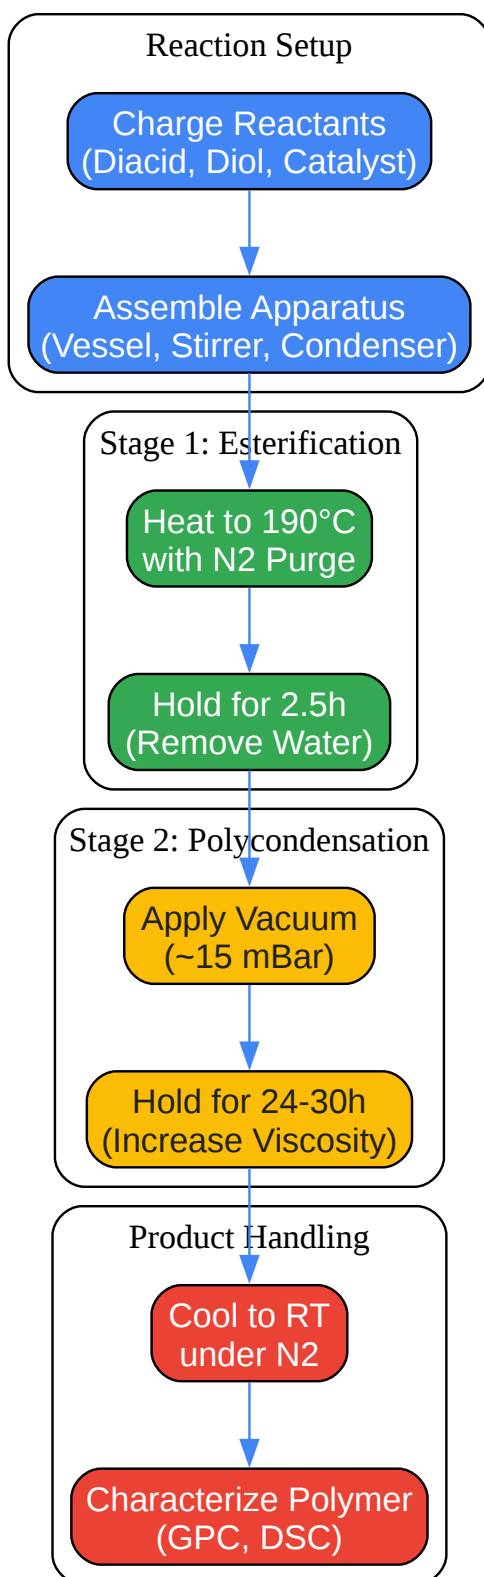 Reaction Setup
Charge Reactants
(Diacid, Diol, Catalyst)
Assemble Apparatus
(Vessel, Stirrer, Condenser)
Stage 1: Esterification
Heat to 190°C
with N2 Purge
Hold for 2.5h
(Remove Water)
Stage 2: Polycondensation
Apply Vacuum
(~15 mBar)
Hold for 24-30h
(Increase Viscosity)
Product Handling
Cool to RT
under N2
Characterize Polymer
(GPC, DSC)